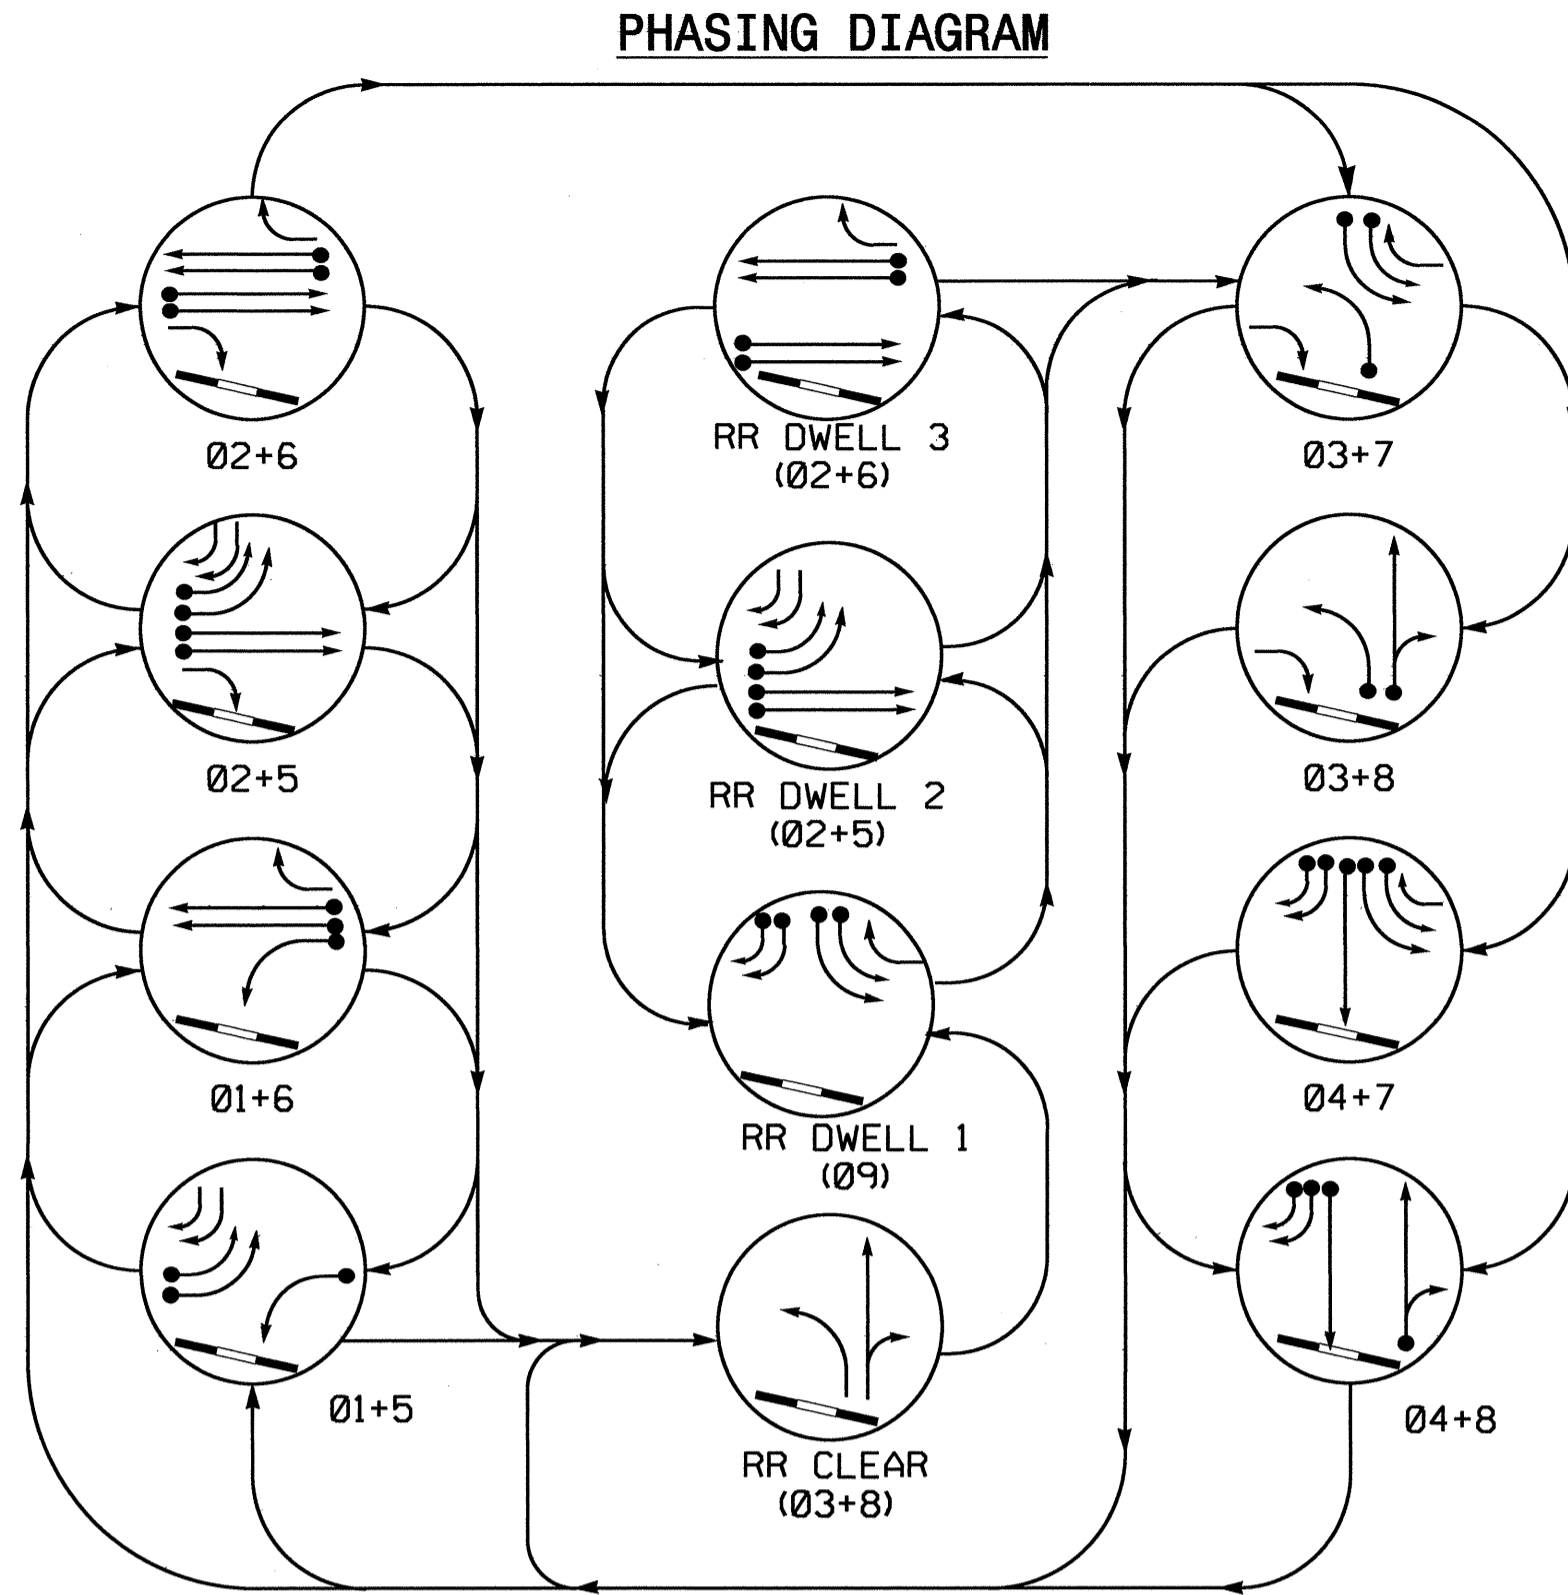 PHASING DIAGRAM
Ø2+6
RR DWELL 3
(Ø2+6)
Ø3+7
Ø2+5
RR DWELL 2
(Ø2+5)
Ø3+8
Ø1+6
RR DWELL 1
(Ø9)
Ø4+7
Ø1+5
RR CLEAR
(Ø3+8)
Ø4+8